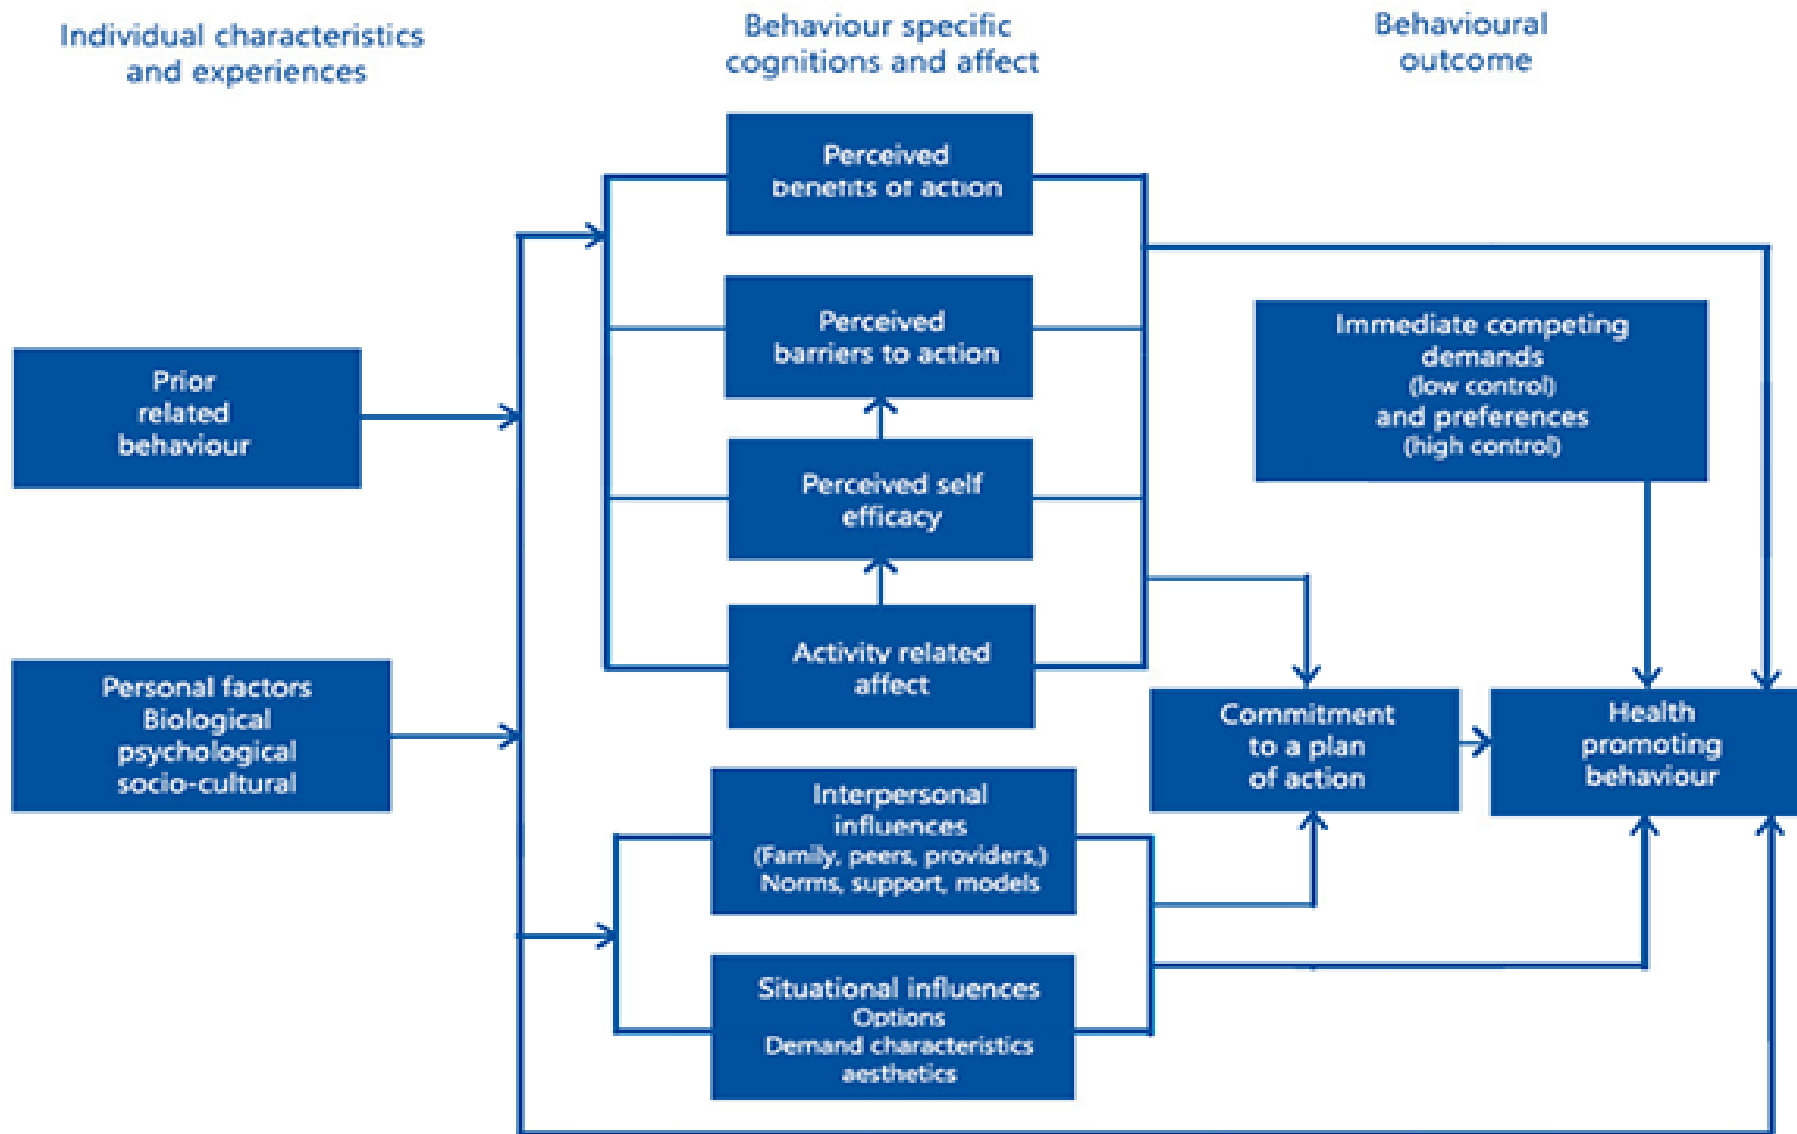 Individual characteristics
and experiences
Behaviour specific
cognitions and affect
Behavioural
outcome
Perceived
benefits of action
Perceived
barriers to action
Perceived self
efficacy
Activity related
affect
Prior
related
behaviour
Personal factors
Biological
psychological
socio-cultural
Interpersonal
influences
(Family, peers, providers,)
Norms, support, models
Situational influences
Options
Demand characteristics
aesthetics
Immediate competing
demands
(low control)
and preferences
(high control)
Commitment
to a plan
of action
Health
promoting
behaviour